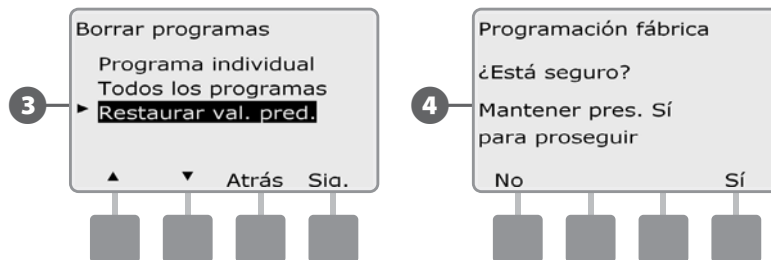 3
Borrar programas
Programa individual
Todos los programas
► Restaurar val. pred.
▲ ▼ Atrás Sig.
4
Programación fábrica
¿Está seguro?
Mantener pres. Sí
para proseguir
No Sí